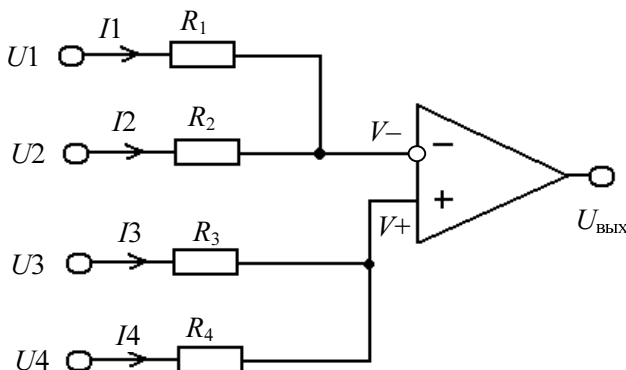 I1 R₁
U1
I2 R₂
U2 V− −
+
I3 R₃ V+ Uвых
U3
I4 R₄
U4